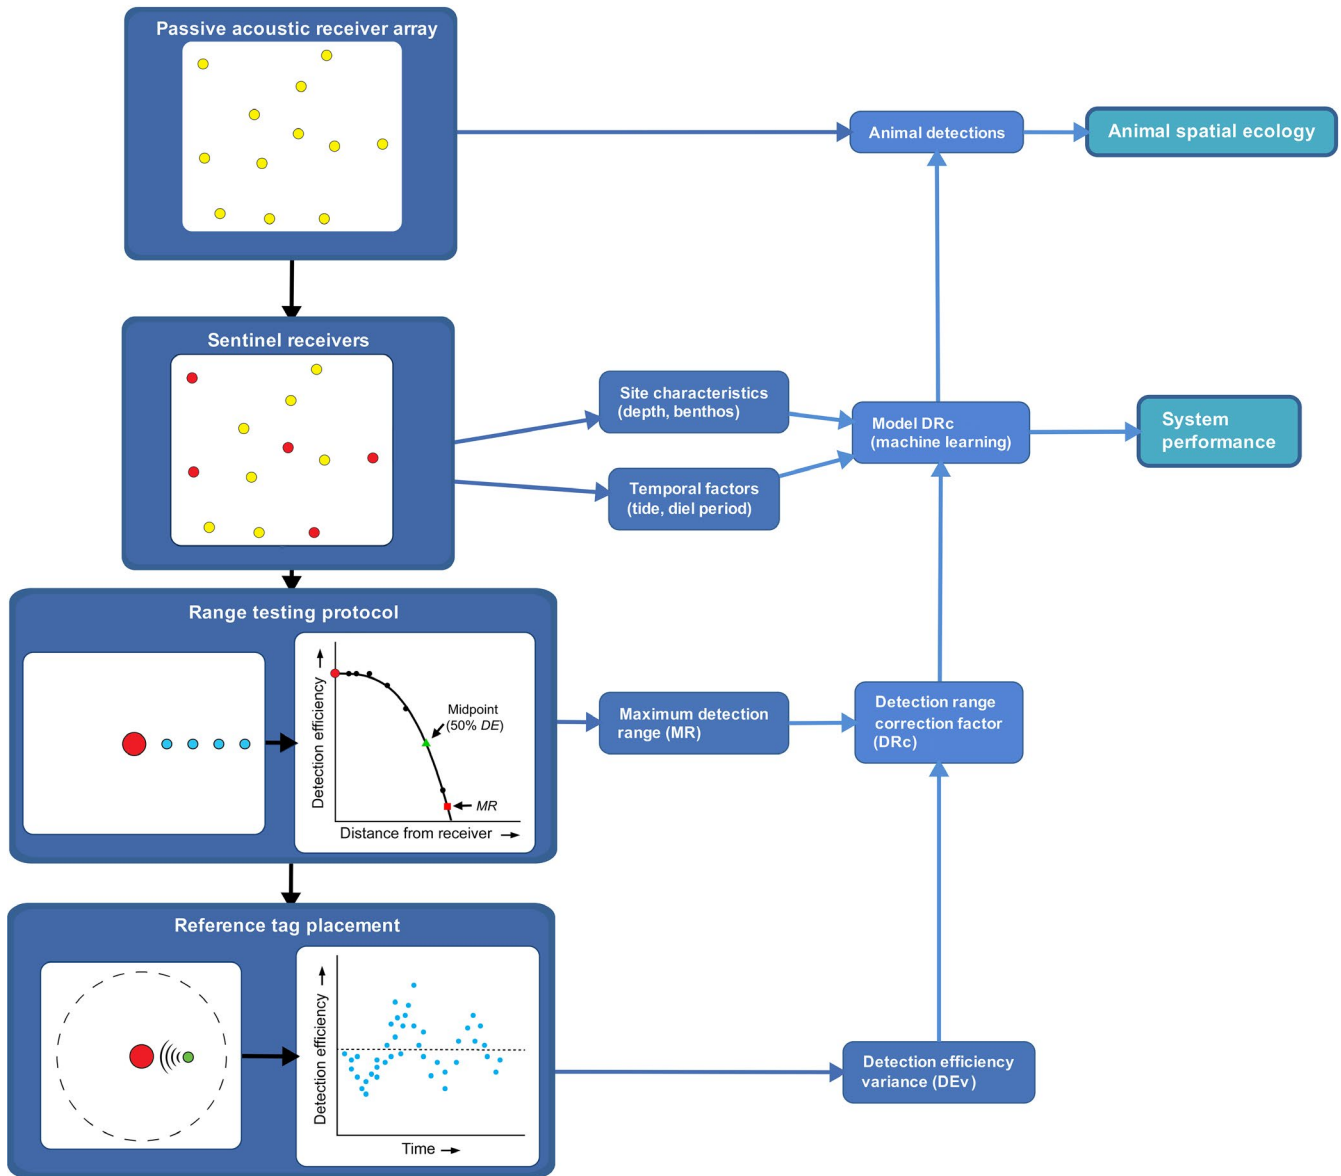 Passive acoustic receiver array
Animal detections
Animal spatial ecology
Sentinel receivers
Site characteristics
(depth, benthos)
Temporal factors
(tide, diel period)
Model DRc
(machine learning)
System
performance
Range testing protocol
Detection efficiency
Midpoint
(50% DE)
MR
Distance from receiver
Maximum detection
range (MR)
Detection range
correction factor
(DRc)
Reference tag placement
Detection efficiency
Time
Detection efficiency
variance (DEv)